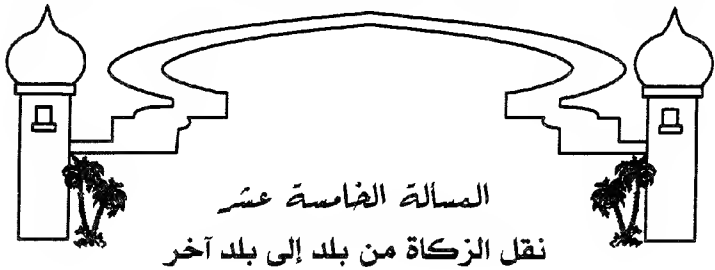 المسألة الخامسة عشر
نقل الزكاة من بلد إلى بلد آخر